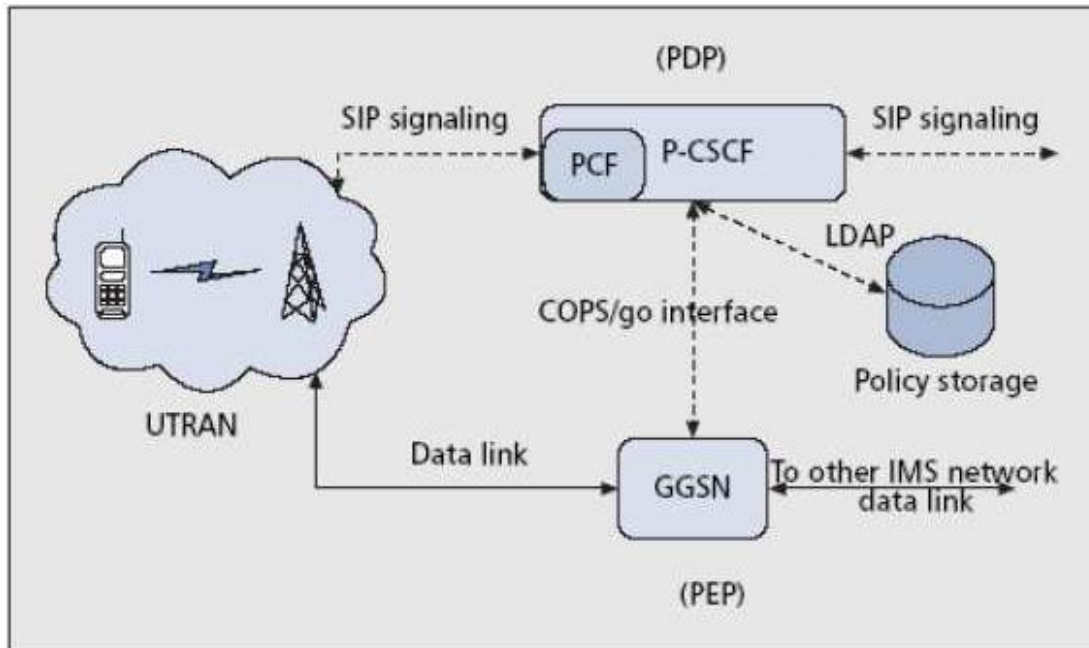 (PDP)
SIP signaling
SIP signaling
PCF
P-CSCF
LDAP
COPS/go interface
Policy storage
UTRAN
Data link
GGSN
To other IMS network
data link
(PEP)